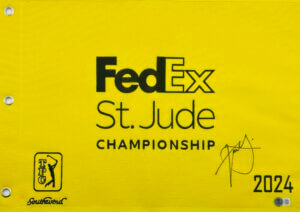 FedEx
St. Jude
CHAMPIONSHIP
2024
Southwind